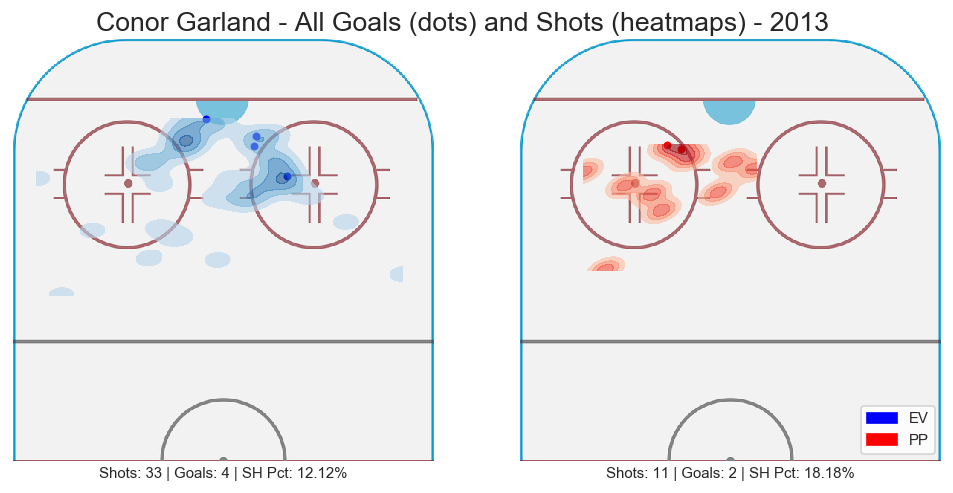 Conor Garland - All Goals (dots) and Shots (heatmaps) - 2013
EV
PP
Shots: 33 | Goals: 4 | SH Pct: 12.12%
Shots: 11 | Goals: 2 | SH Pct: 18.18%